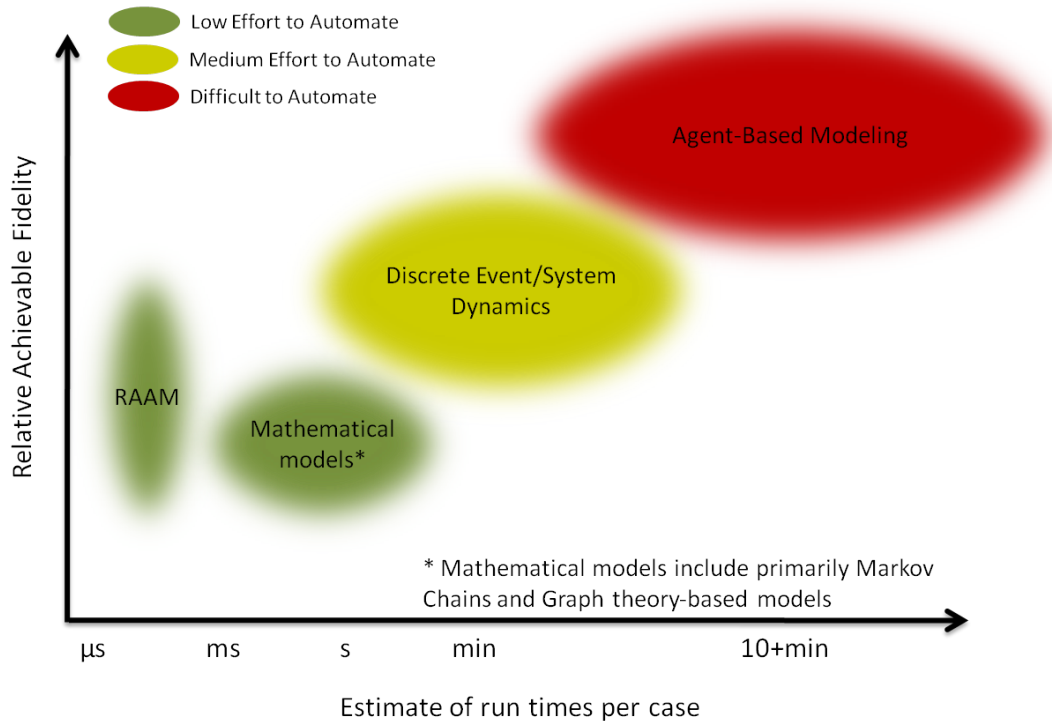 Low Effort to Automate
Medium Effort to Automate
Difficult to Automate
Agent-Based Modeling
Relative Achievable Fidelity
Discrete Event/System
Dynamics
RAAM
Mathematical
models*
* Mathematical models include primarily Markov
Chains and Graph theory-based models
µs ms s min 10+min
Estimate of run times per case